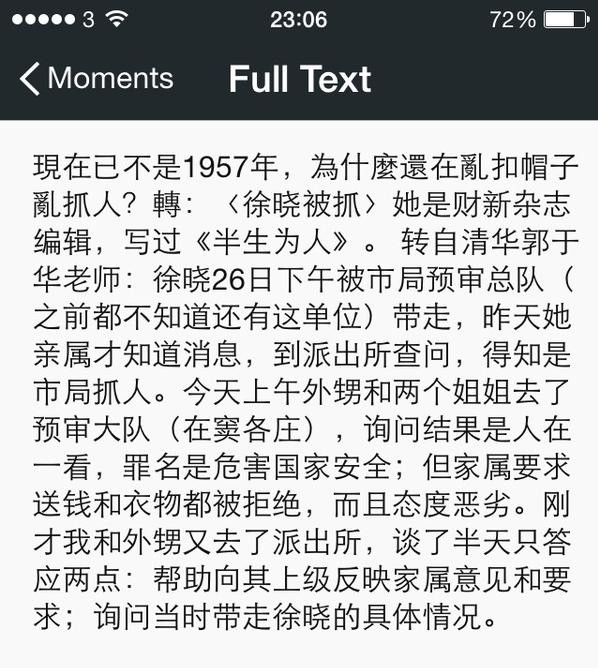 ●●●●● 3 23:06 72%
Moments Full Text
現在已不是1957年，為什麼還在亂扣帽子
亂抓人？轉：〈徐晓被抓〉她是财新杂志
编辑，写过《半生为人》。转自清华郭于
华老师：徐晓26日下午被市局预审总队（
之前都不知道还有这单位）带走，昨天她
亲属才知道消息，到派出所查问，得知是
市局抓人。今天上午外甥和两个姐姐去了
预审大队（在窦各庄），询问结果是人在
一看，罪名是危害国家安全；但家属要求
送钱和衣物都被拒绝，而且态度恶劣。刚
才我和外甥又去了派出所，谈了半天只答
应两点：帮助向其上级反映家属意见和要
求；询问当时带走徐晓的具体情况。